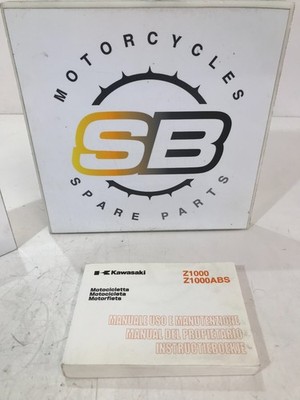 MOTORCYCLES
SB
SPARE PARTS
Kawasaki
Z1000
Z1000ABS
Motocicletta
Motocicleta
Motorfiets
MANUALE USO E MANUTENZIONE
MANUAL DEL PROPIETARIO
INSTRUCTIEBOEKJE